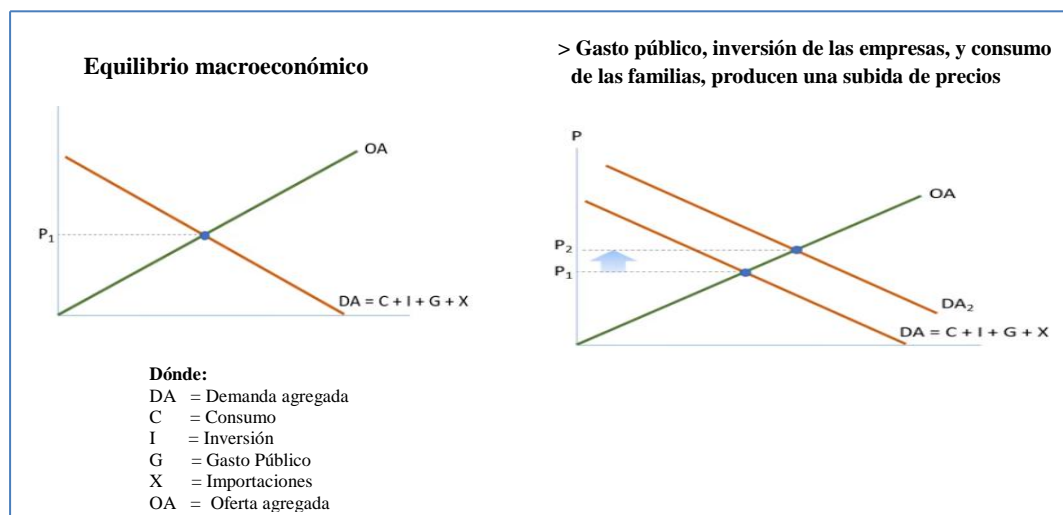 Equilibrio macroeconómico
OA
P₁
DA = C + I + G + X
Dónde:
DA = Demanda agregada
C = Consumo
I = Inversión
G = Gasto Público
X = Importaciones
OA = Oferta agregada
> Gasto público, inversión de las empresas, y consumo
de las familias, producen una subida de precios
P
OA
P₂
P₁
DA₂
DA = C + I + G + X